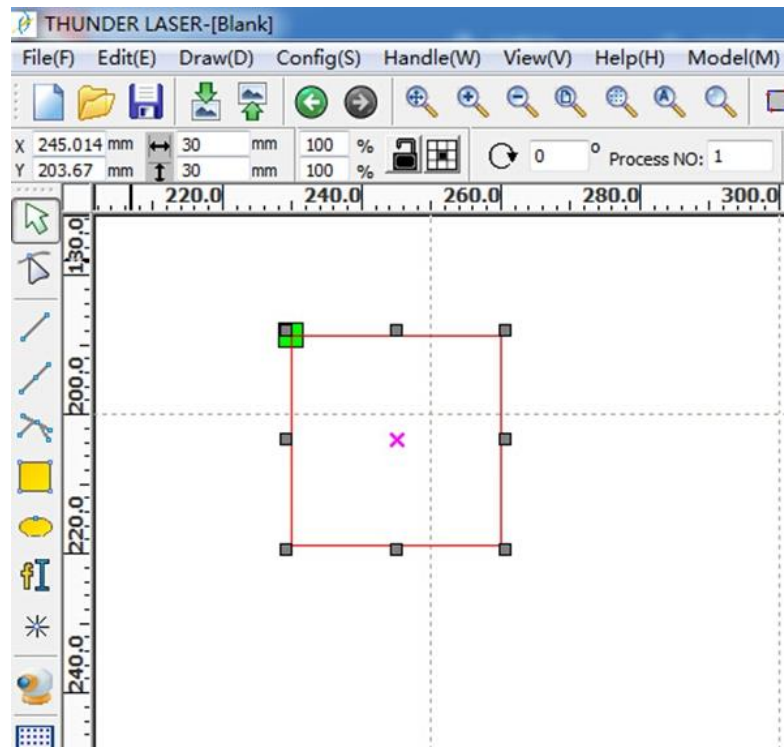 THUNDER LASER-[Blank]
File(F) Edit(E) Draw(D) Config(S) Handle(W) View(V) Help(H) Model(M)
X 245.014 mm 30 mm 100 %
Y 203.67 mm 30 mm 100 %
0 ° Process NO: 1
220.0 240.0 260.0 280.0 300.0
200.0
220.0
240.0